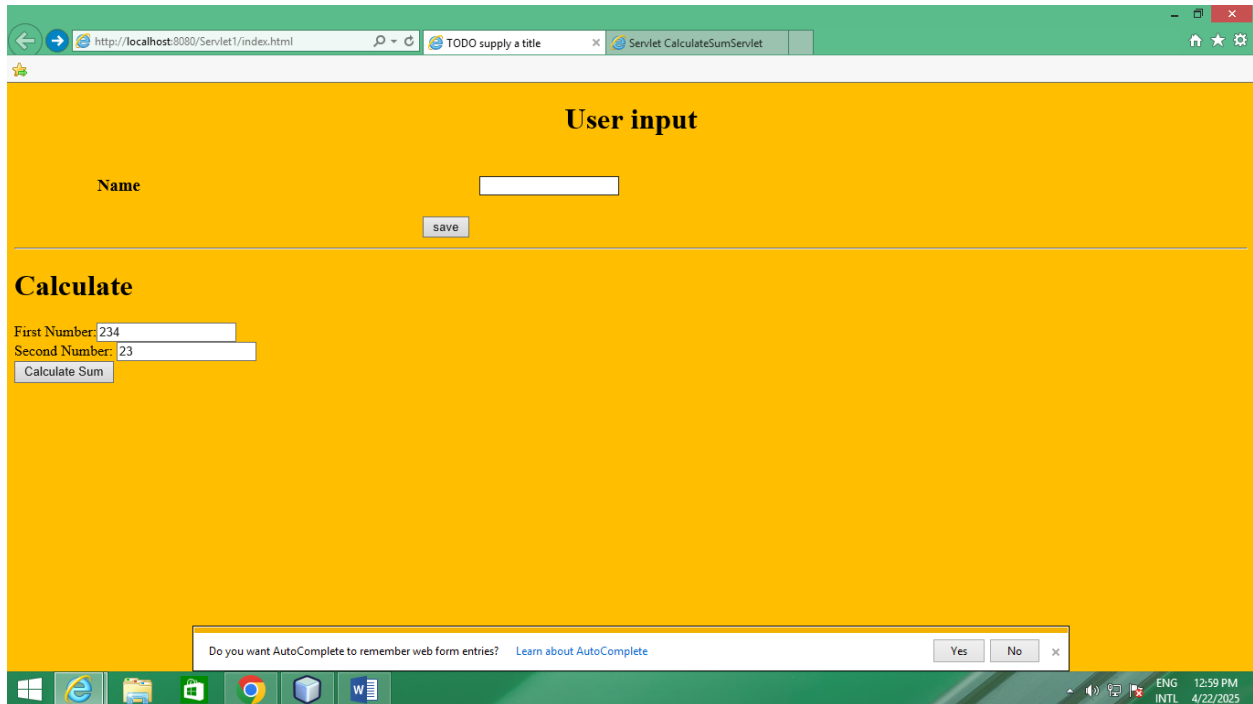 http://localhost:8080/Servlet1/index.html
TODO supply a title
Servlet CalculateSumServlet
User input
Name
save
Calculate
First Number: 234
Second Number: 23
Calculate Sum
Do you want AutoComplete to remember web form entries? Learn about AutoComplete Yes No
ENG 12:59 PM
INTL 4/22/2025